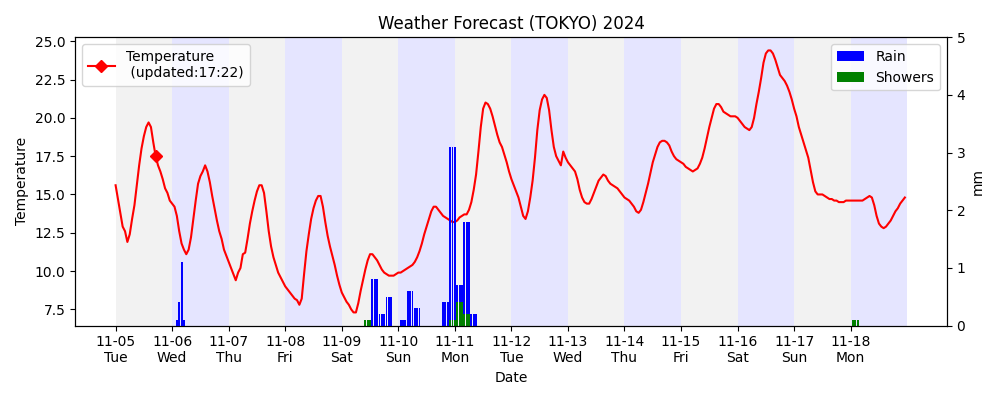 Weather Forecast (TOKYO) 2024
Temperature
(updated:17:22)
Rain
Showers
Temperature
25.0
22.5
20.0
17.5
15.0
12.5
10.0
7.5
5
4
3
2
1
0
mm
11-05 11-06 11-07 11-08 11-09 11-10 11-11 11-12 11-13 11-14 11-15 11-16 11-17 11-18
Tue Wed Thu Fri Sat Sun Mon Tue Wed Thu Fri Sat Sun Mon
Date